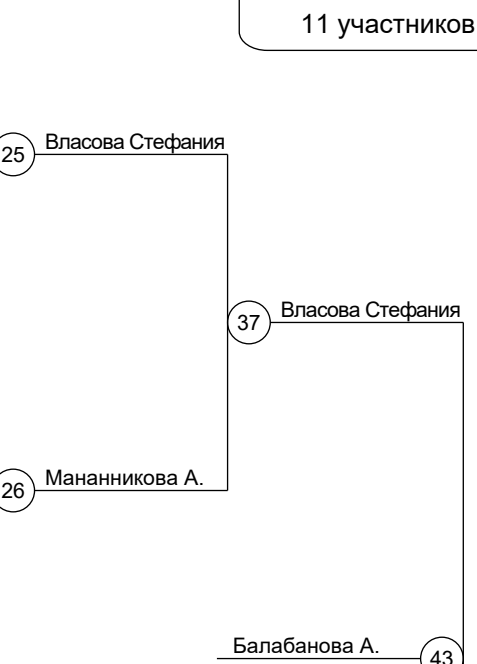 11 участников
25 Власова Стефания
37 Власова Стефания
26 Мананникова А.
Балабанова А. 43